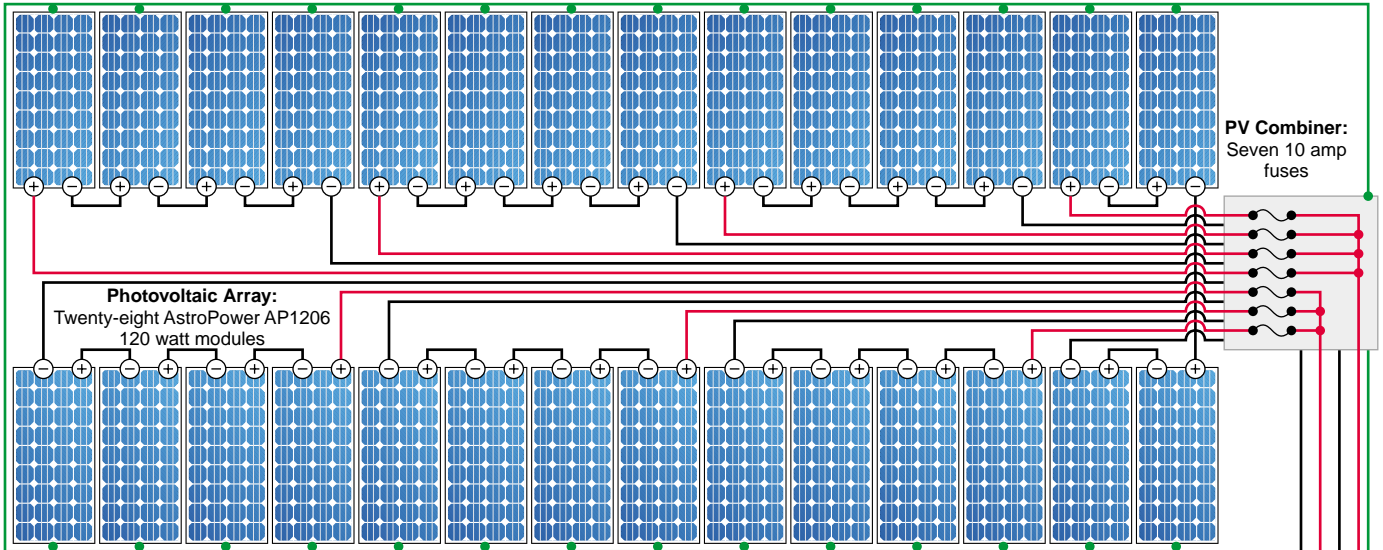 PV Combiner:
Seven 10 amp
fuses
Photovoltaic Array:
Twenty-eight AstroPower AP1206
120 watt modules